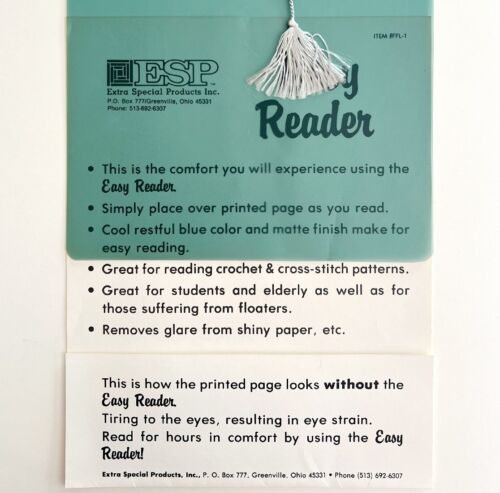 ITEM #FFL-1
ESP™
Extra Special Products Inc.
P.O. Box 777/Greenville, Ohio 45331
Phone: 513-692-6307
y
Reader
• This is the comfort you will experience using the
Easy Reader.
• Simply place over printed page as you read.
• Cool restful blue color and matte finish make for
easy reading.
• Great for reading crochet & cross-stitch patterns.
• Great for students and elderly as well as for
those suffering from floaters.
• Removes glare from shiny paper, etc.
This is how the printed page looks without the
Easy Reader.
Tiring to the eyes, resulting in eye strain.
Read for hours in comfort by using the Easy
Reader!
Extra Special Products, Inc., P. O. Box 777, Greenville, Ohio 45331 • Phone (513) 692-6307